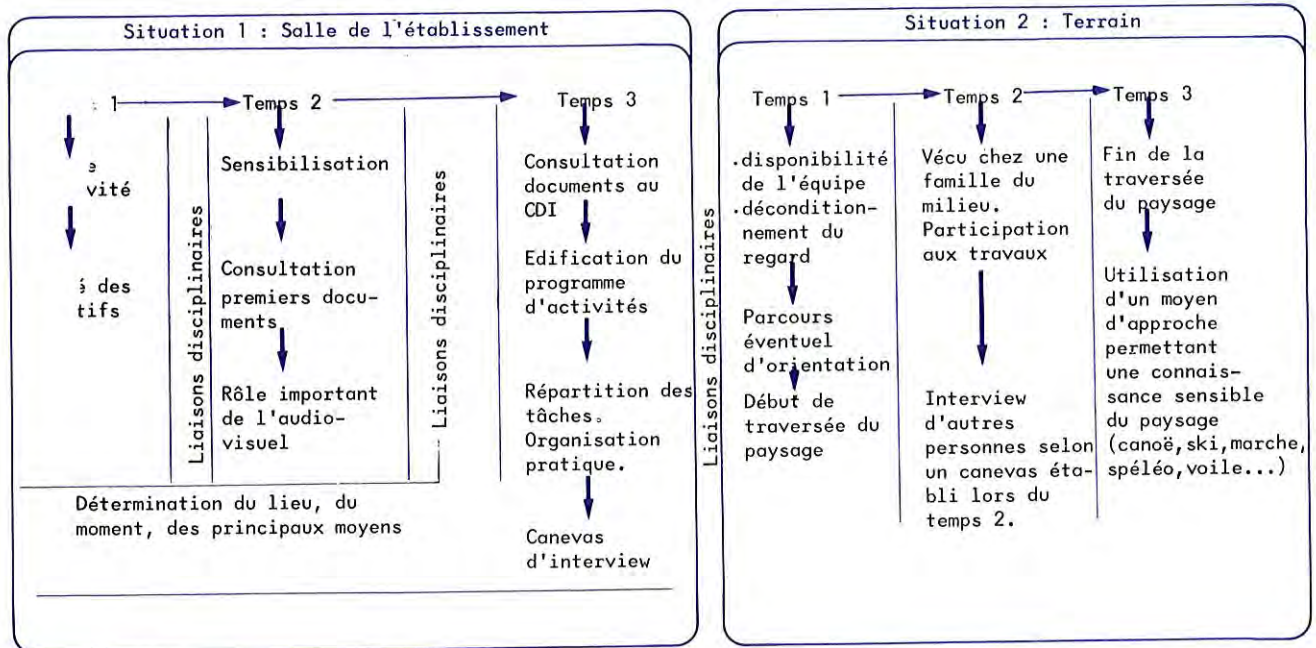 Situation 1 : Salle de l'établissement
1
vité
des
tifs
Liaisons disciplinaires
Temps 2
Sensibilisation
Consultation
premiers docu-
ments
Rôle important
de l'audio-
visuel
Liaisons disciplinaires
Temps 3
Consultation
documents au
CDI
Edification du
programme
d'activités
Répartition des
tâches.
Organisation
pratique.
Canevas
d'interview
Détermination du lieu, du
moment, des principaux moyens
Liaisons disciplinaires
Situation 2 : Terrain
Temps 1
.disponibilité
de l'équipe
.décondition-
nement du
regard
Parcours
éventuel
d'orientation
Début de
traversée du
paysage
Temps 2
Vécu chez une
famille du
milieu.
Participation
aux travaux
Interview
d'autres
personnes selon
un canevas éta-
bli lors du
temps 2.
Temps 3
Fin de la
traversée
du paysage
Utilisation
d'un moyen
d'approche
permettant
une connais-
sance sensible
du paysage
(canoë,ski,marche,
spéléo,voile...)